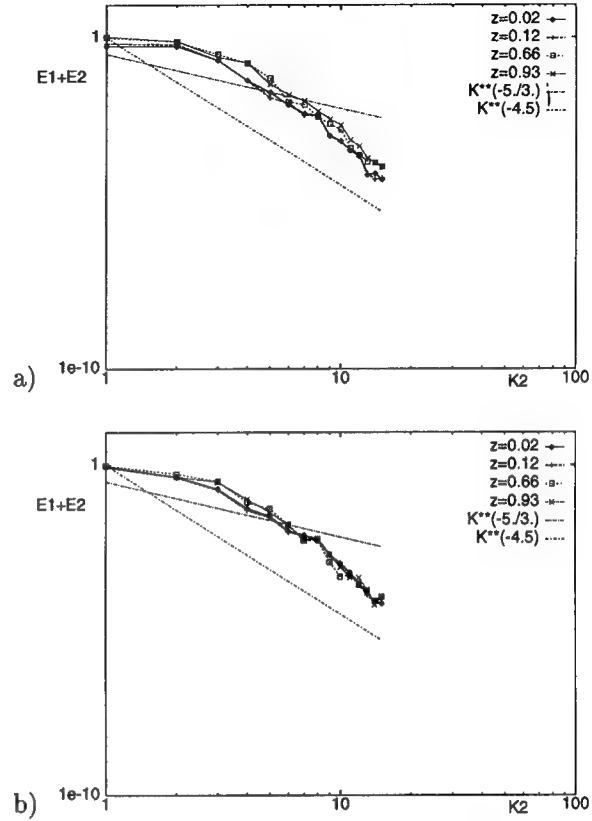 z=0.02
1
z=0.12
E1+E2
z=0.66
z=0.93
K**(-5./3.)
K**(-4.5)
1e-10
a)
1
10
K2
100
z=0.02
1
z=0.12
z=0.66
E1+E2
z=0.93
K**(-5./3.)
K**(-4.5)
1e-10
b)
1
10
K2
100